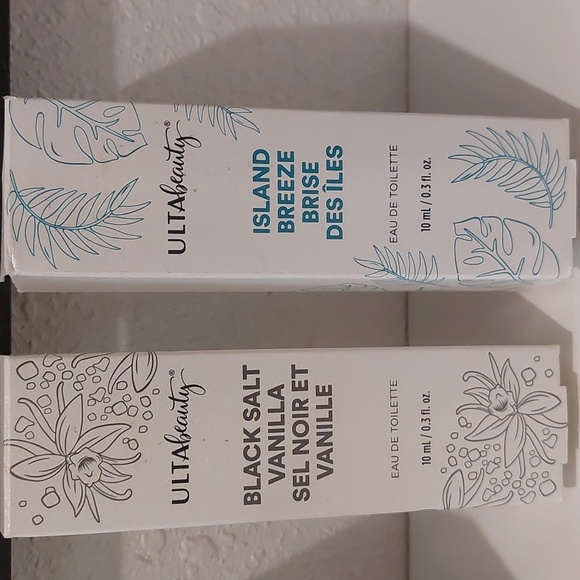 ULTAbeauty®
ISLAND
BREEZE
BRISE
DES ÎLES
EAU DE TOILETTE
10 mL / 0.3 fl. oz.
ULTAbeauty®
BLACK SALT
VANILLA
SEL NOIR ET
VANILLE
EAU DE TOILETTE
10 mL / 0.3 fl. oz.